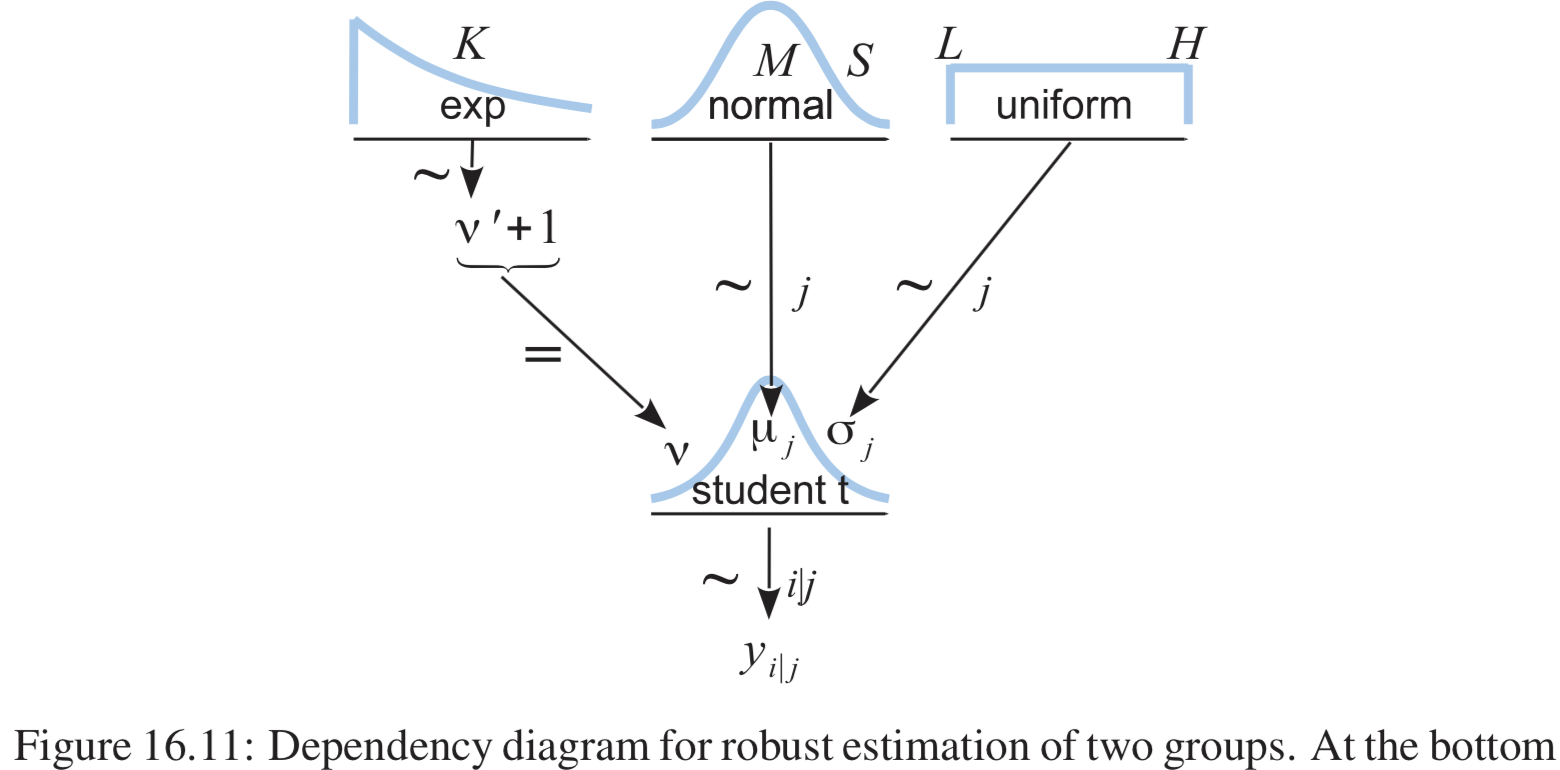 K
M S
L H
exp
normal
uniform
~
ν ′+1
~ j
~ j
=
ν
μ j
σ j
student t
~ i|j
y i|j
Figure 16.11: Dependency diagram for robust estimation of two groups. At the bottom